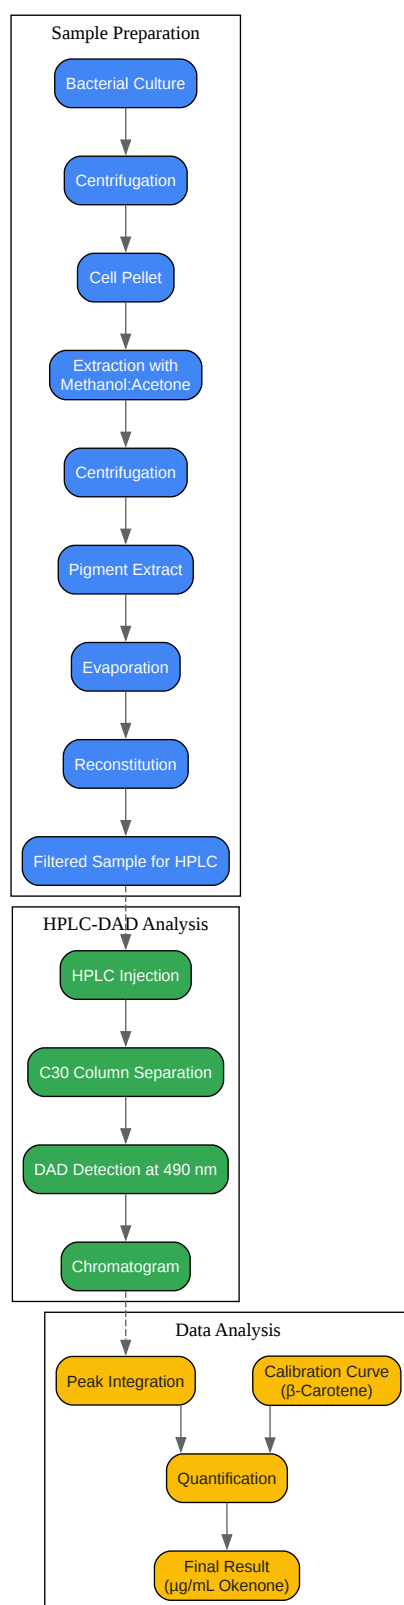 Sample Preparation
Bacterial Culture
Centrifugation
Cell Pellet
Extraction with
Methanol:Acetone
Centrifugation
Pigment Extract
Evaporation
Reconstitution
Filtered Sample for HPLC
HPLC-DAD Analysis
HPLC Injection
C30 Column Separation
DAD Detection at 490 nm
Chromatogram
Data Analysis
Peak Integration
Calibration Curve
(β-Carotene)
Quantification
Final Result
(µg/mL Okenone)